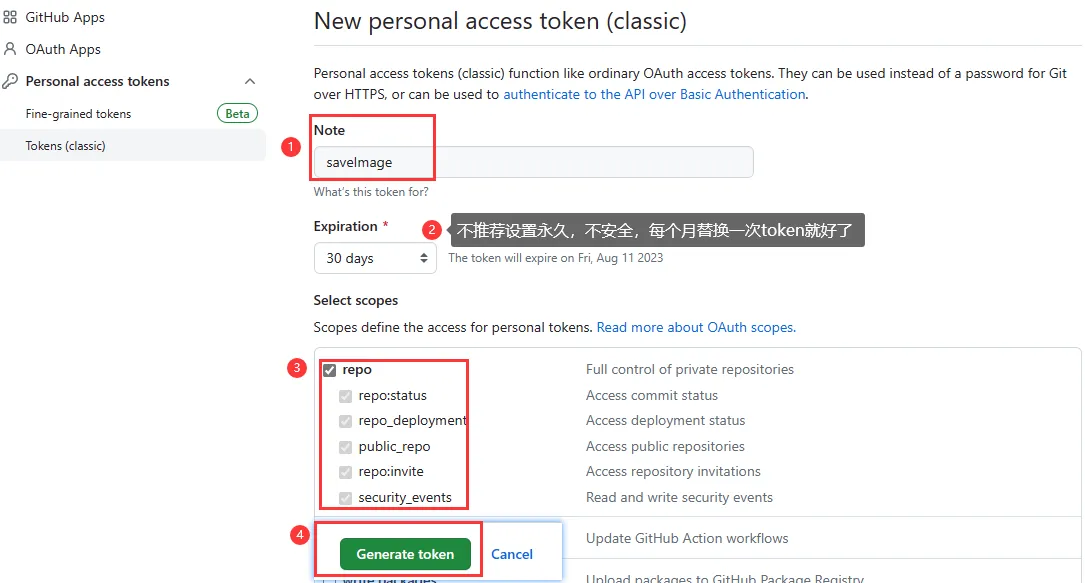 GitHub Apps
OAuth Apps
Personal access tokens
Fine-grained tokens Beta
Tokens (classic)
New personal access token (classic)
Personal access tokens (classic) function like ordinary OAuth access tokens. They can be used instead of a password for Git
over HTTPS, or can be used to authenticate to the API over Basic Authentication.
Note
1
saveImage
What's this token for?
Expiration *
2 不推荐设置永久，不安全，每个月替换一次token就好了
30 days The token will expire on Fri, Aug 11 2023
Select scopes
Scopes define the access for personal tokens. Read more about OAuth scopes.
3 repo Full control of private repositories
repo:status Access commit status
repo_deployment Access deployment status
public_repo Access public repositories
repo:invite Access repository invitations
security_events Read and write security events
4 Generate token Cancel Update GitHub Action workflows
write:packages Upload packages to GitHub Package Registry